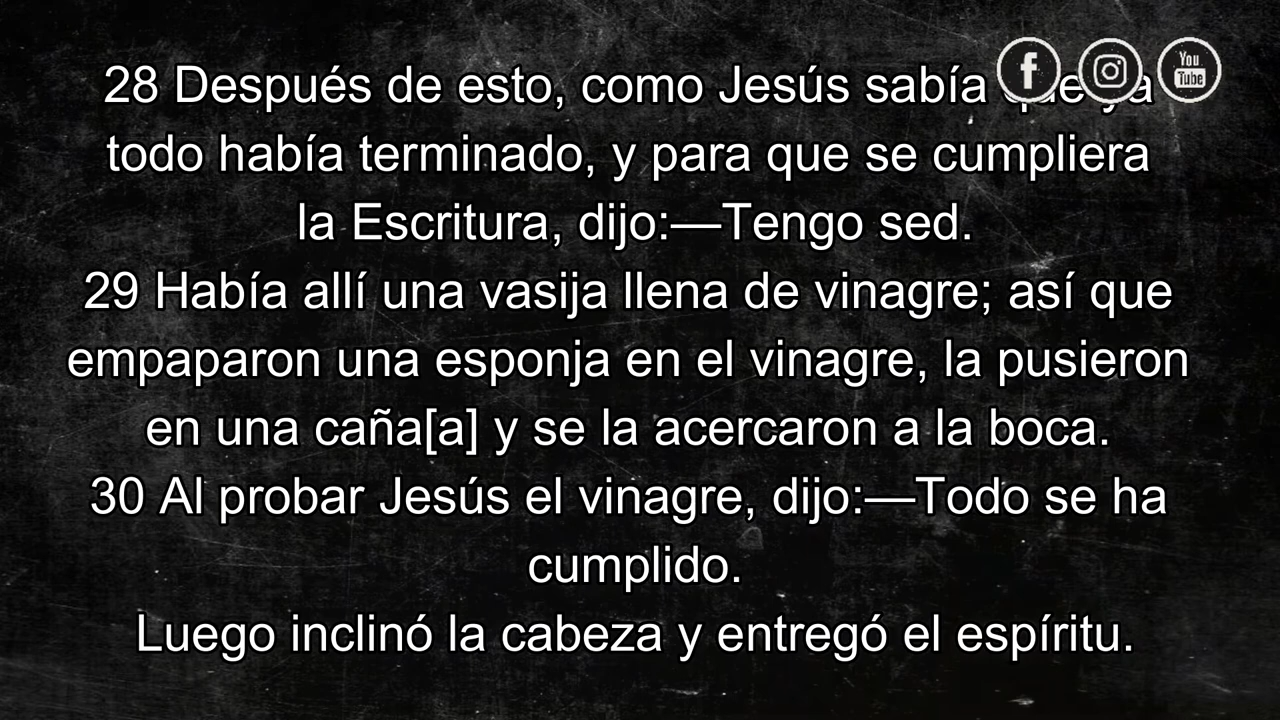 28 Después de esto, como Jesús sabía que ya
todo había terminado, y para que se cumpliera
la Escritura, dijo:—Tengo sed.
29 Había allí una vasija llena de vinagre; así que
empaparon una esponja en el vinagre, la pusieron
en una caña[a] y se la acercaron a la boca.
30 Al probar Jesús el vinagre, dijo:—Todo se ha
cumplido.
Luego inclinó la cabeza y entregó el espíritu.
f
You
Tube